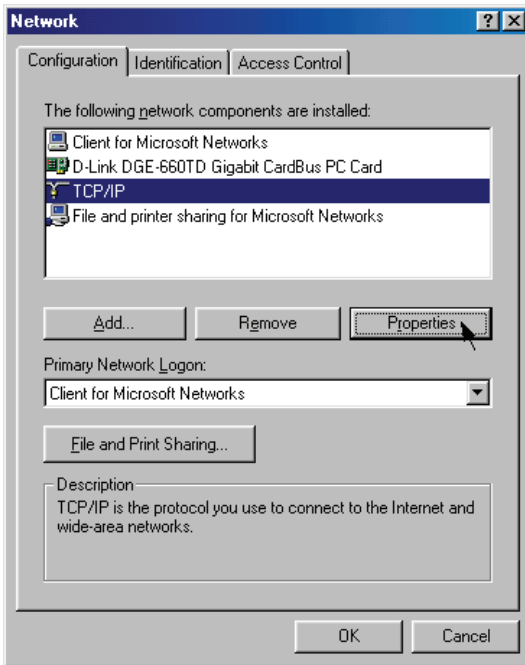 Network
Configuration Identification Access Control
The following network components are installed:
Client for Microsoft Networks
D-Link DGE-660TD Gigabit CardBus PC Card
TCP/IP
File and printer sharing for Microsoft Networks
Add... Remove Properties
Primary Network Logon:
Client for Microsoft Networks
File and Print Sharing...
Description
TCP/IP is the protocol you use to connect to the Internet and
wide-area networks.
OK Cancel